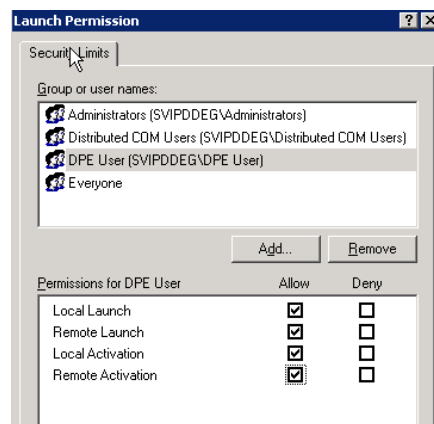 Launch Permission
Security Limits
Group or user names:
Administrators (SVIPDDEG\Administrators)
Distributed COM Users (SVIPDDEG\Distributed COM Users)
DPE User (SVIPDDEG\DPE User)
Everyone
Add... Remove
Permissions for DPE User Allow Deny
Local Launch
Remote Launch
Local Activation
Remote Activation